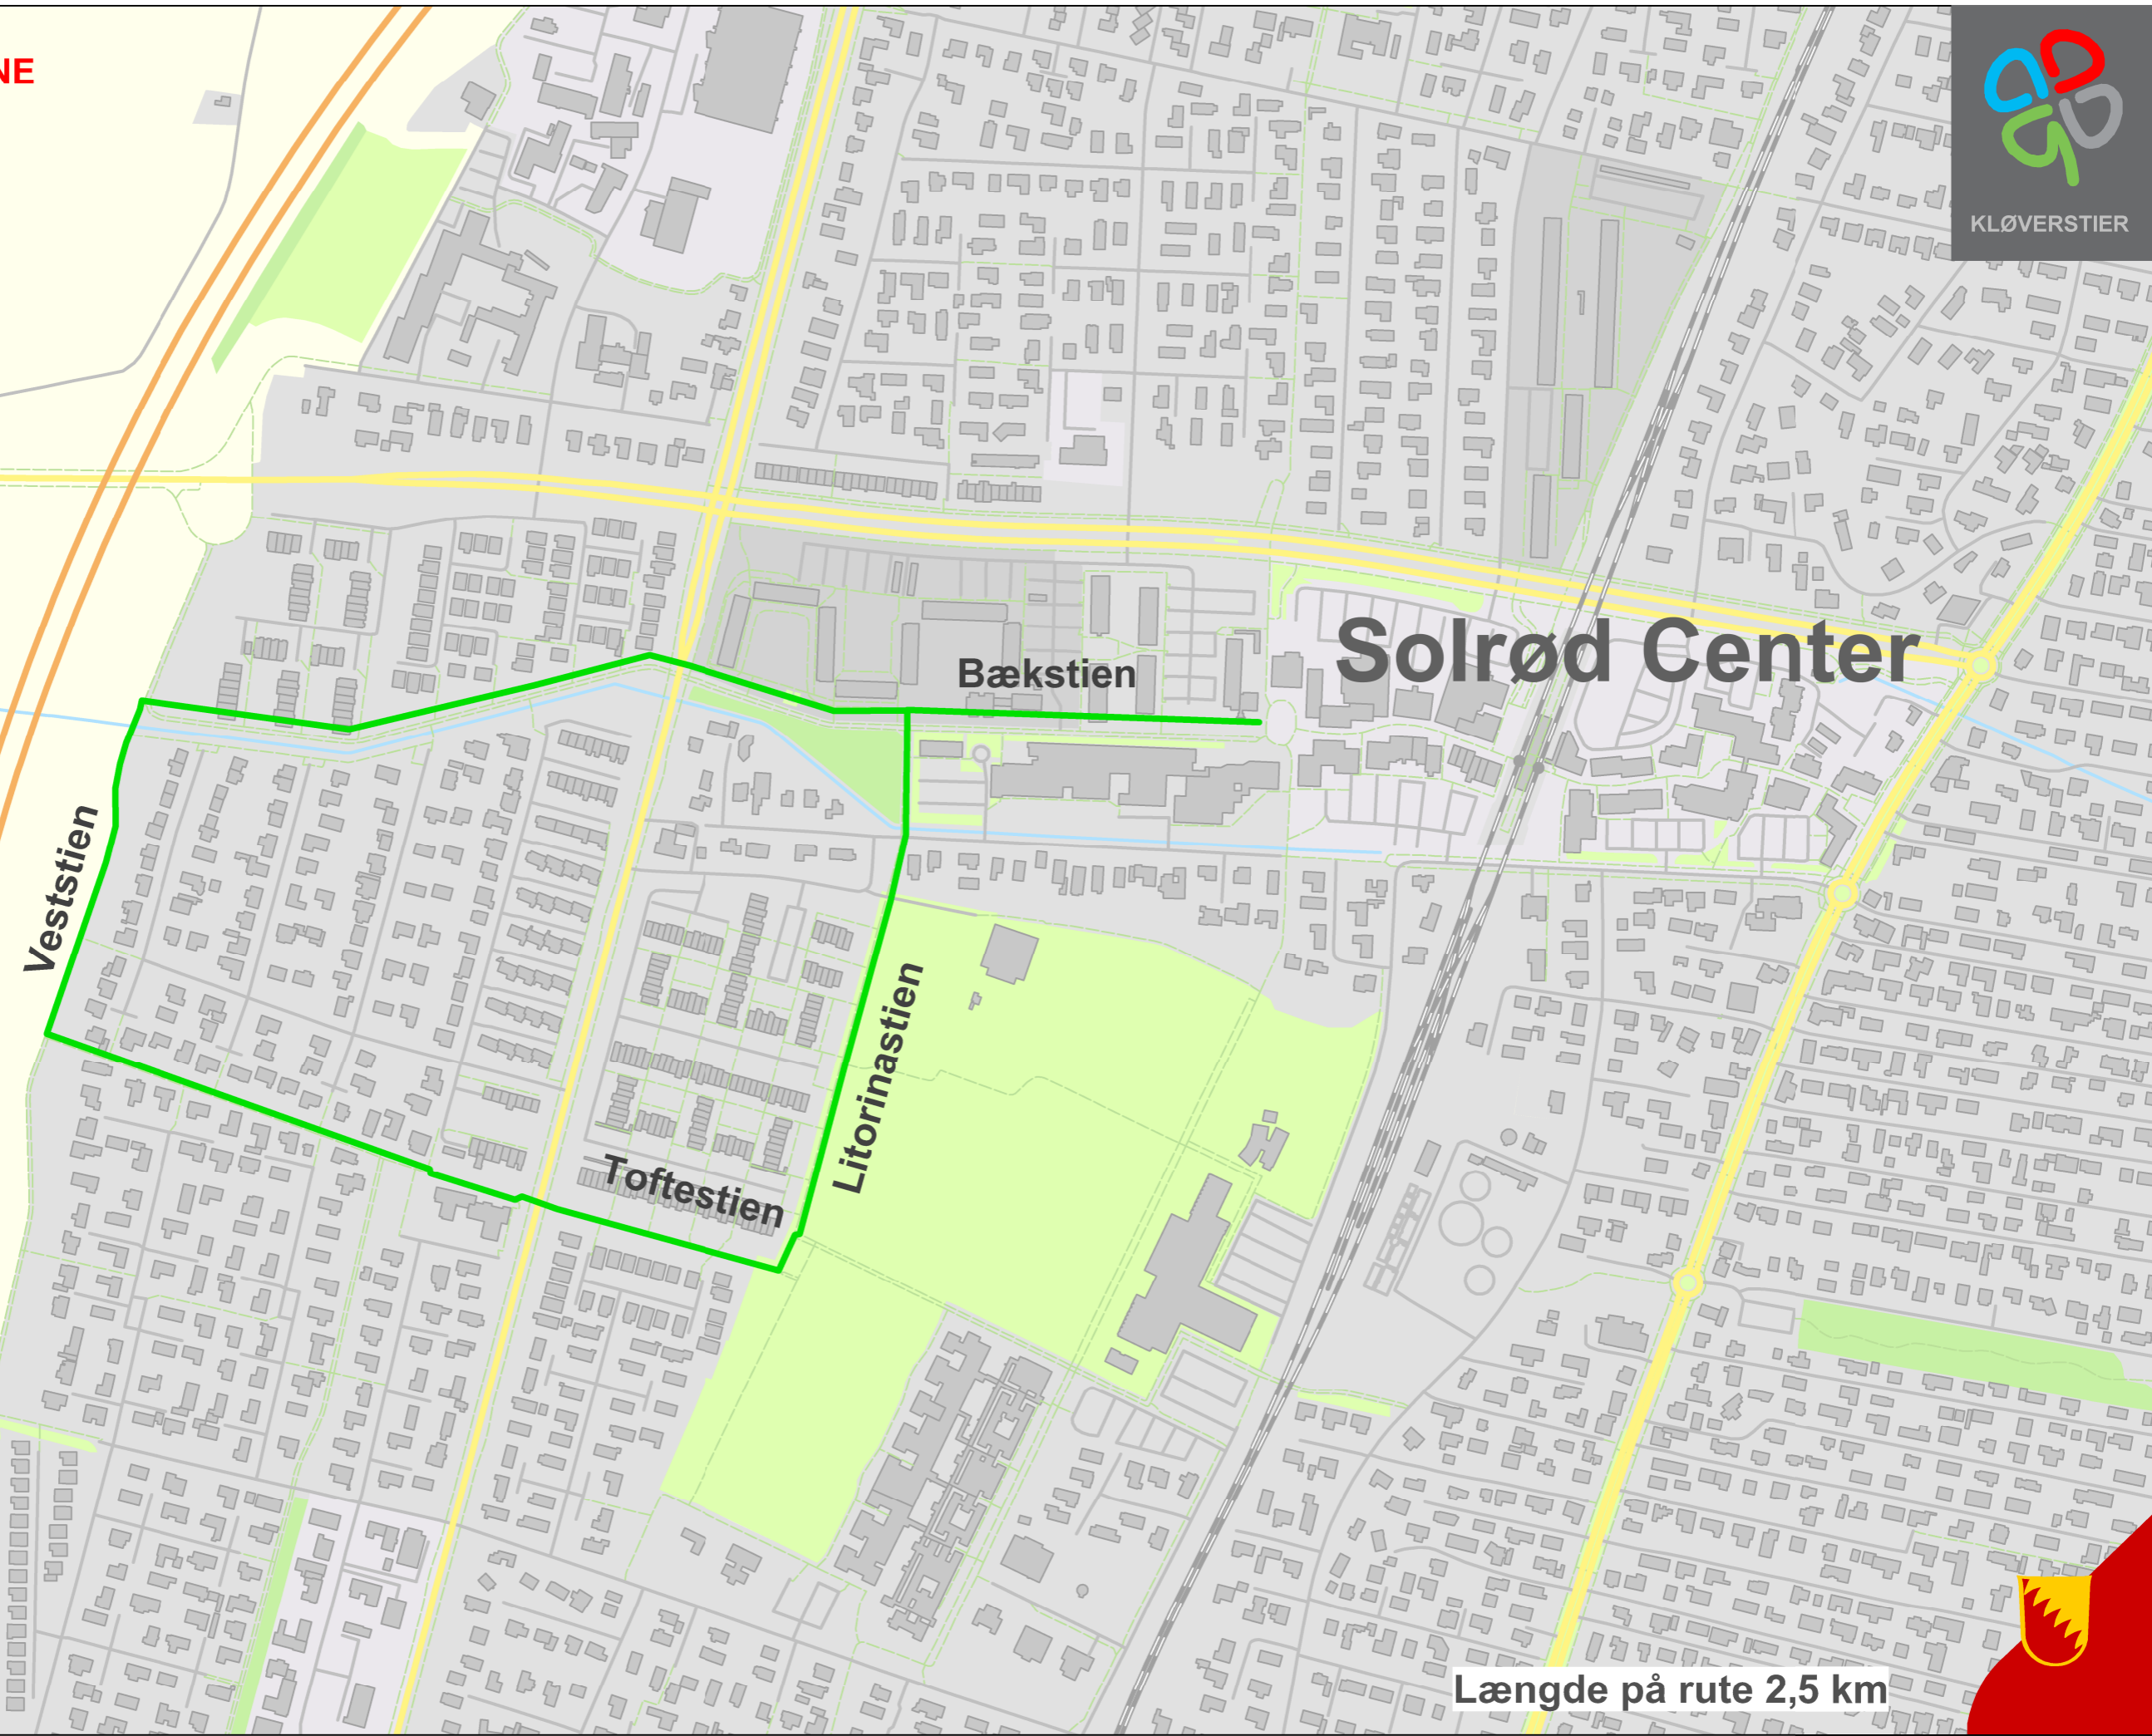 NE
KLØVERSTIER
Solrød Center
Bækstien
Veststien
Litorinastien
Toftestien
Længde på rute 2,5 km